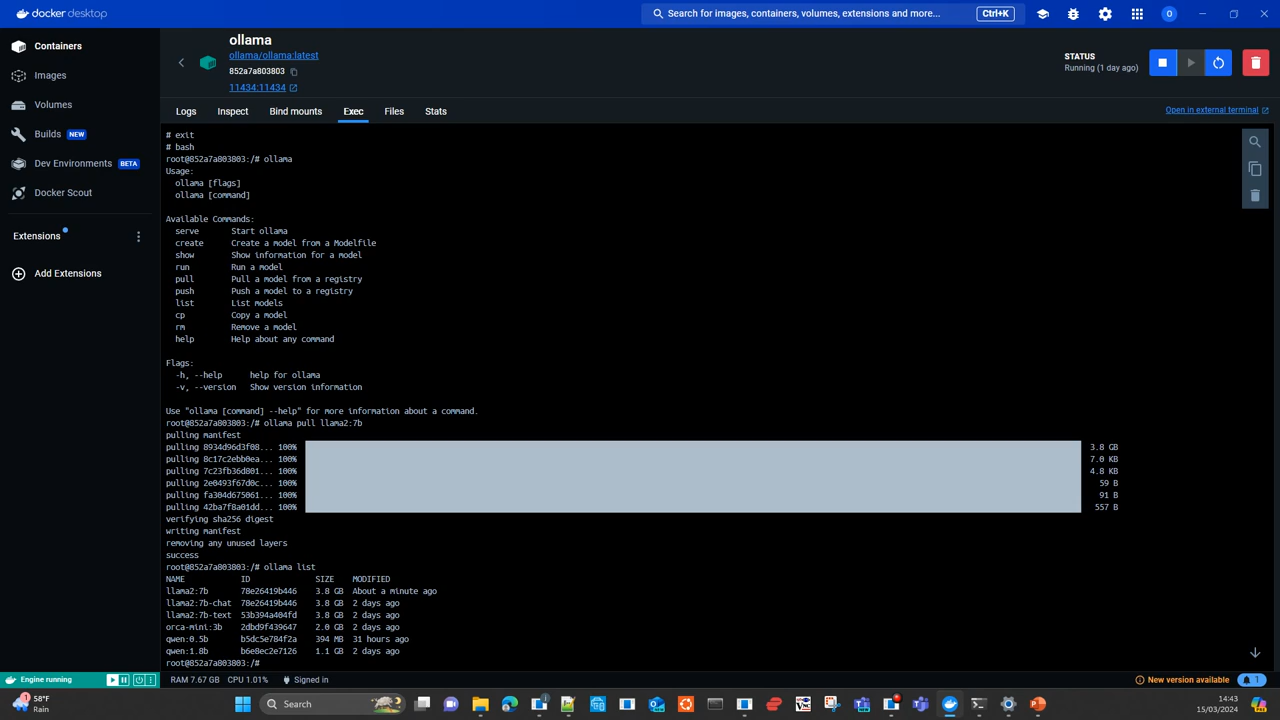 docker desktop
Search for images, containers, volumes, extensions and more... Ctrl+K
O
Containers
Images
Volumes
Builds NEW
Dev Environments BETA
Docker Scout
Extensions
Add Extensions
ollama
ollama/ollama:latest
852a7a803803
11434:11434
STATUS
Running (1 day ago)
Logs Inspect Bind mounts Exec Files Stats
Open in external terminal
# exit
# bash
root@852a7a803803:/# ollama
Usage:
ollama [flags]
ollama [command]
Available Commands:
serve Start ollama
create Create a model from a Modelfile
show Show information for a model
run Run a model
pull Pull a model from a registry
push Push a model to a registry
list List models
cp Copy a model
rm Remove a model
help Help about any command
Flags:
-h, --help help for ollama
-v, --version Show version information
Use "ollama [command] --help" for more information about a command.
root@852a7a803803:/# ollama pull llama2:7b
pulling manifest
pulling 8934d96d3f08... 100% 3.8 GB
pulling 8c17c2ebb0ea... 100% 7.0 KB
pulling 7c23fb36d801... 100% 4.8 KB
pulling 2e0493f67d0c... 100% 59 B
pulling fa304d675061... 100% 91 B
pulling 42ba7f8a01dd... 100% 557 B
verifying sha256 digest
writing manifest
removing any unused layers
success
root@852a7a803803:/# ollama list
NAME ID SIZE MODIFIED
llama2:7b 78e26419b446 3.8 GB About a minute ago
llama2:7b-chat 78e26419b446 3.8 GB 2 days ago
llama2:7b-text 53b394a404fd 3.8 GB 2 days ago
orca-mini:3b 2dbd9f439647 2.0 GB 2 days ago
qwen:0.5b b5dc5e784f2a 394 MB 31 hours ago
qwen:1.8b b6e8ec2e7126 1.1 GB 2 days ago
root@852a7a803803:/#
Engine running
RAM 7.67 GB CPU 1.01% Signed in
New version available
1
1
58°F
Rain
Search
14:43
15/03/2024